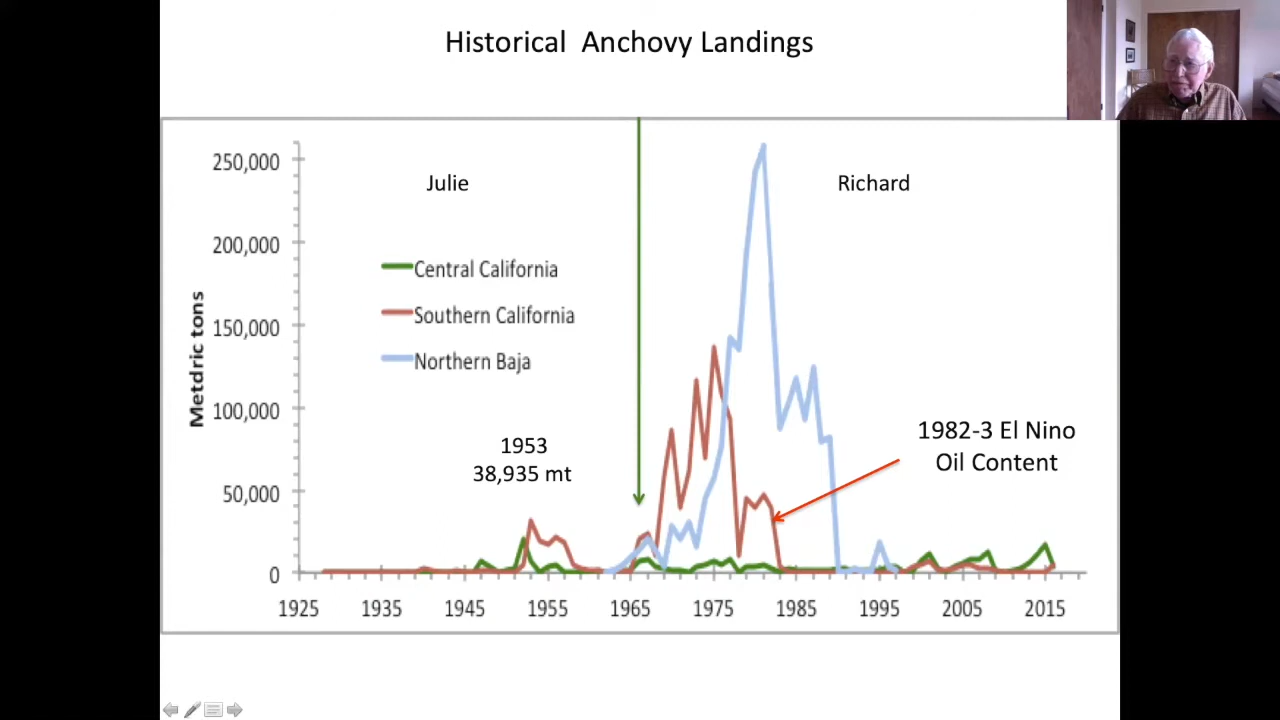 Historical Anchovy Landings
Julie
Richard
Central California
Southern California
Northern Baja
1953
38,935 mt
1982-3 El Nino
Oil Content
Metdric tons
250,000
200,000
150,000
100,000
50,000
0
1925 1935 1945 1955 1965 1975 1985 1995 2005 2015